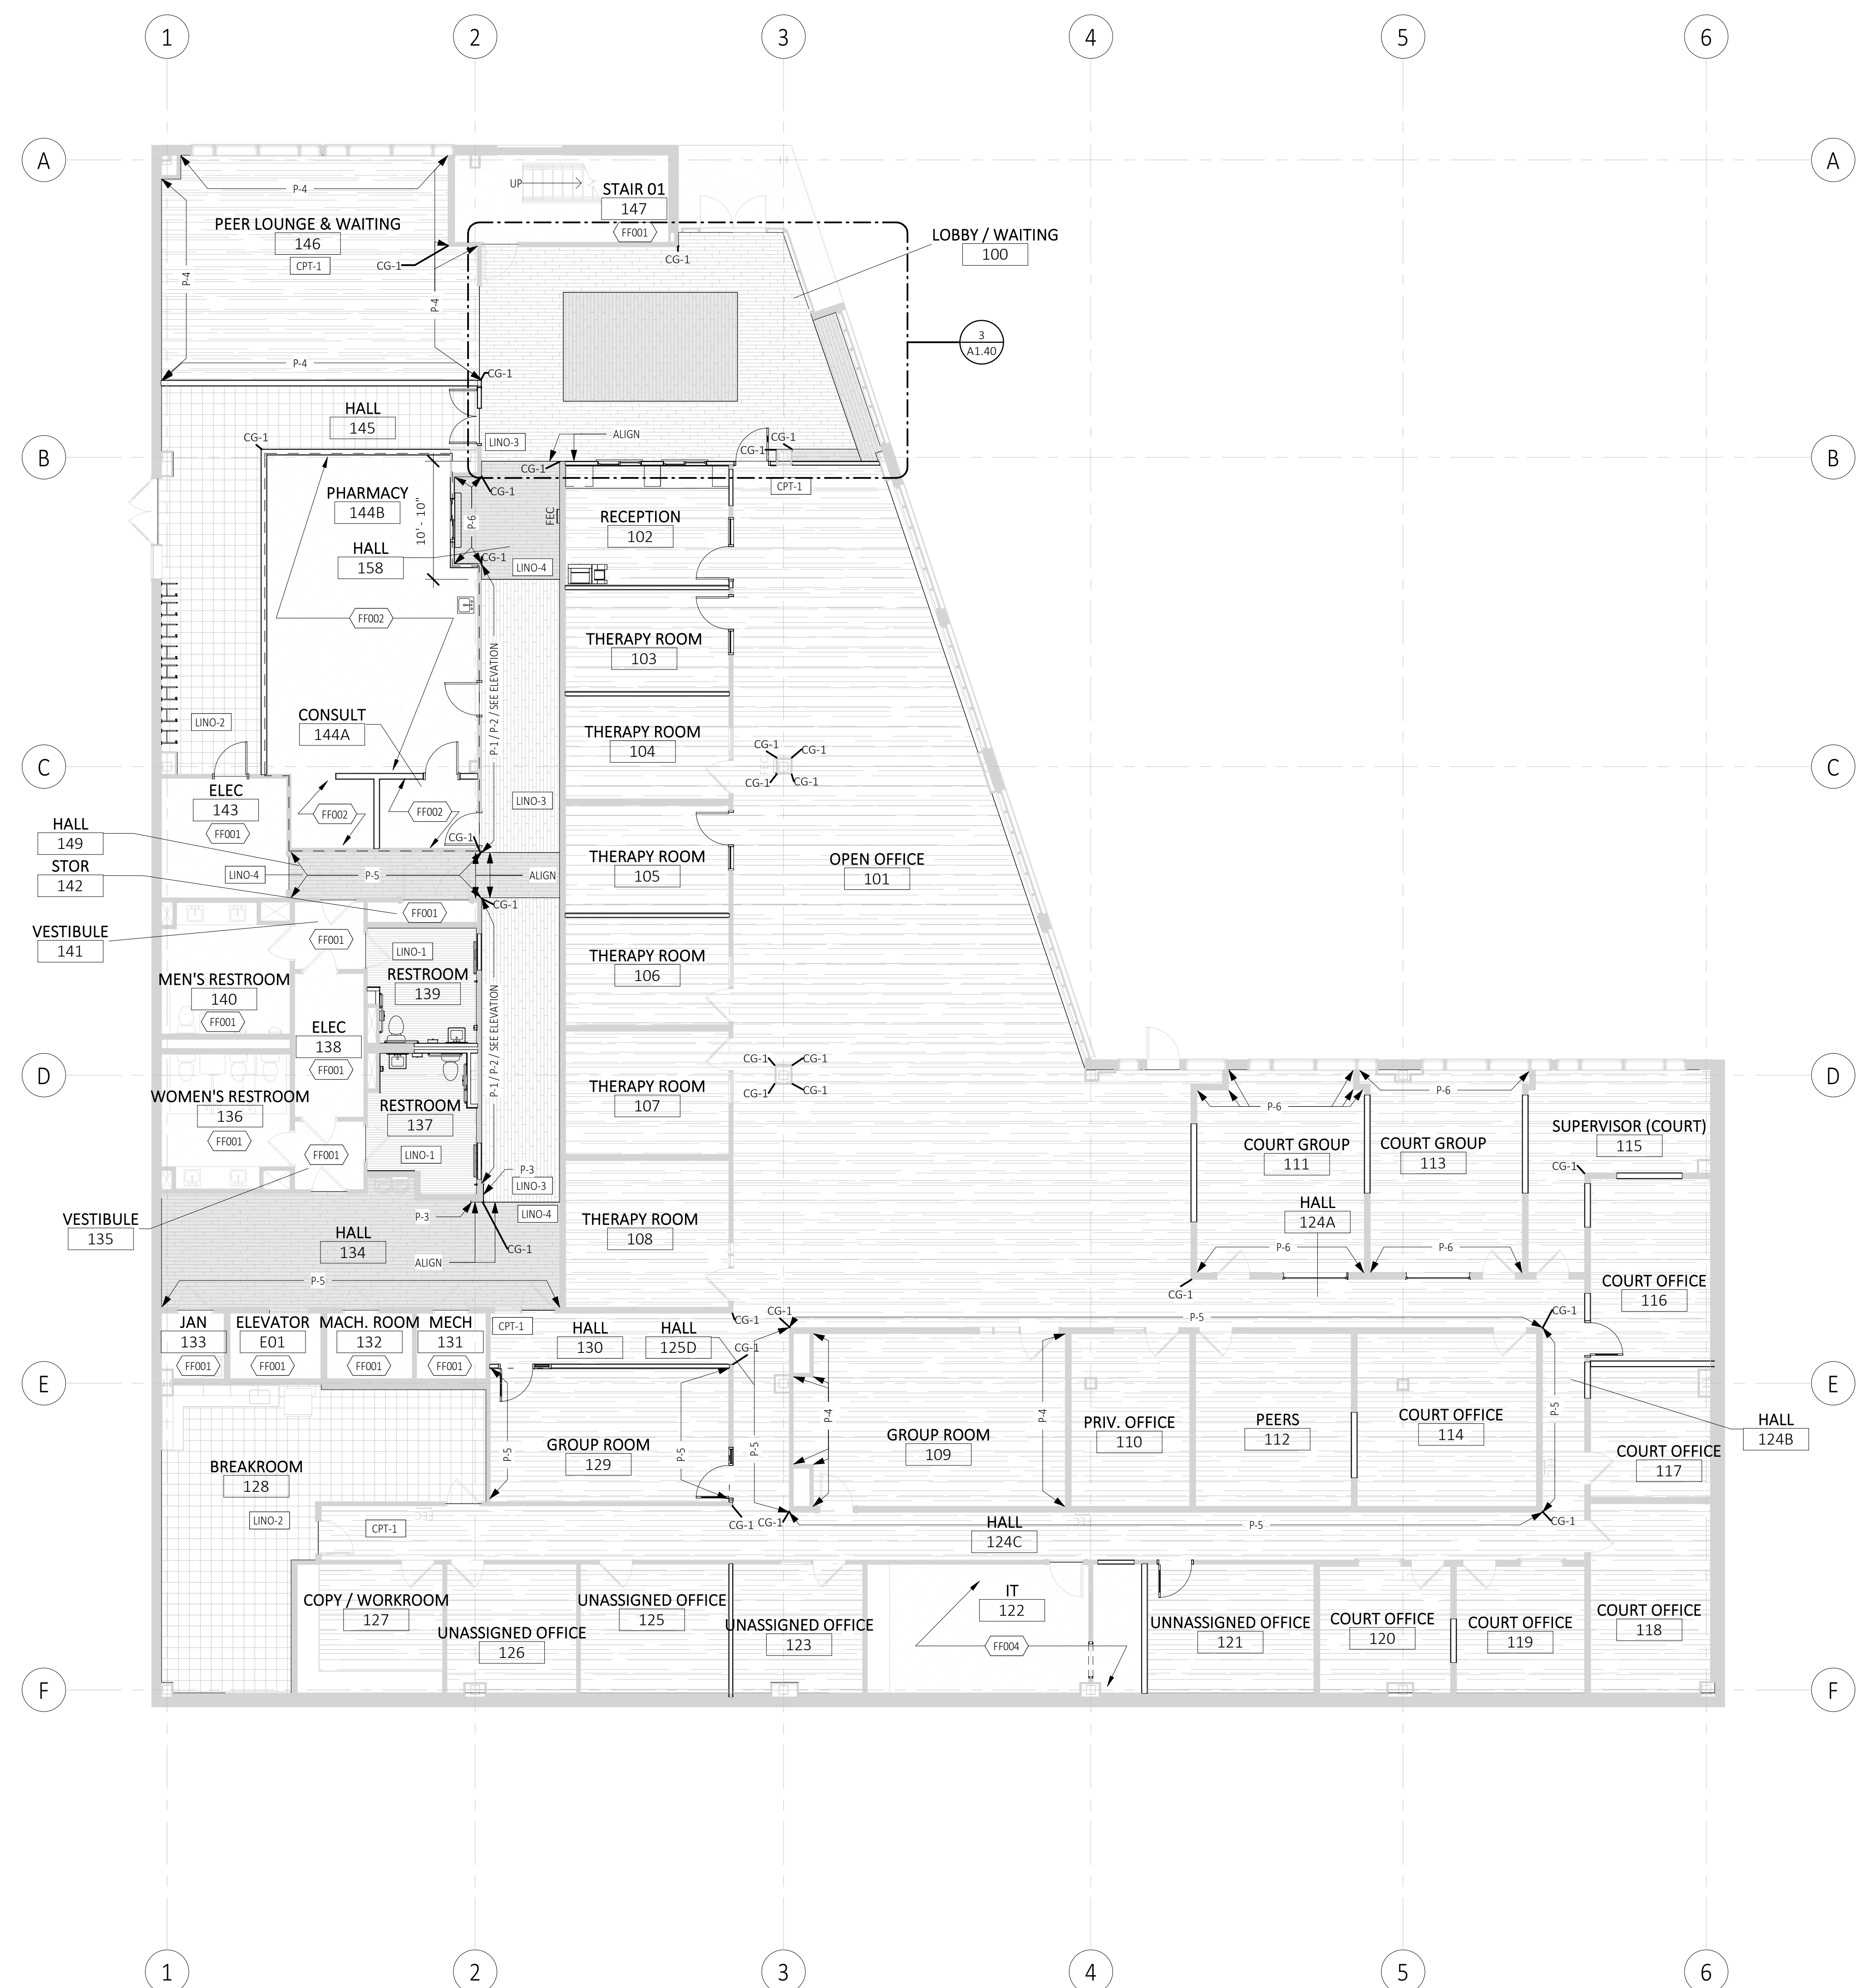 1 2 3 4 5 6
A A
STAIR 01
147
FF001
UP
P-4
PEER LOUNGE & WAITING
146
CPT-1
CG-1
CG-1
LOBBY / WAITING
100
P-4
P-4
3
A1.40
P-4
CG-1
HALL
145
CG-1
LINO-3
ALIGN
CG-1
CG-1
B B
CG-1
CPT-1
CG-1
PHARMACY
144B
10' - 10"
P-6
FEC
RECEPTION
102
HALL
158
CG-1
LINO-4
FF002
THERAPY ROOM
103
P-1 / P-2 / SEE ELEVATION
LINO-2
CONSULT
144A
THERAPY ROOM
104
CG-1
CG-1
CG-1
CG-1
C C
ELEC
143
FF001
FF002
FF002
LINO-3
CG-1
HALL
149
STOR
142
LINO-4
P-5
ALIGN
THERAPY ROOM
105
OPEN OFFICE
101
CG-1
FF001
VESTIBULE
141
FF001
LINO-1
RESTROOM
139
MEN'S RESTROOM
140
FF001
THERAPY ROOM
106
P-1 / P-2 / SEE ELEVATION
ELEC
138
FF001
CG-1
CG-1
CG-1
CG-1
D D
WOMEN'S RESTROOM
136
FF001
RESTROOM
137
LINO-1
THERAPY ROOM
107
P-6
P-6
COURT GROUP
111
COURT GROUP
113
SUPERVISOR (COURT)
115
CG-1
FF001
P-3
LINO-3
VESTIBULE
135
P-3
LINO-4
HALL
134
CG-1
ALIGN
THERAPY ROOM
108
HALL
124A
P-6
P-6
CG-1
COURT OFFICE
116
P-5
JAN
133
FF001
ELEVATOR
E01
FF001
MACH. ROOM
132
FF001
MECH
131
FF001
CPT-1
HALL
130
HALL
125D
CG-1
CG-1
CG-1
P-5
CG-1
E E
P-5
GROUP ROOM
129
P-5
P-5
P-4
GROUP ROOM
109
P-4
PRIV. OFFICE
110
PEERS
112
COURT OFFICE
114
P-5
HALL
124B
COURT OFFICE
117
BREAKROOM
128
LINO-2
CPT-1
CG-1
CG-1
HALL
124C
P-5
CG-1
COPY / WORKROOM
127
UNASSIGNED OFFICE
126
UNASSIGNED OFFICE
125
UNASSIGNED OFFICE
123
IT
122
FF004
UNNASSIGNED OFFICE
121
COURT OFFICE
120
COURT OFFICE
119
COURT OFFICE
118
F F
1 2 3 4 5 6